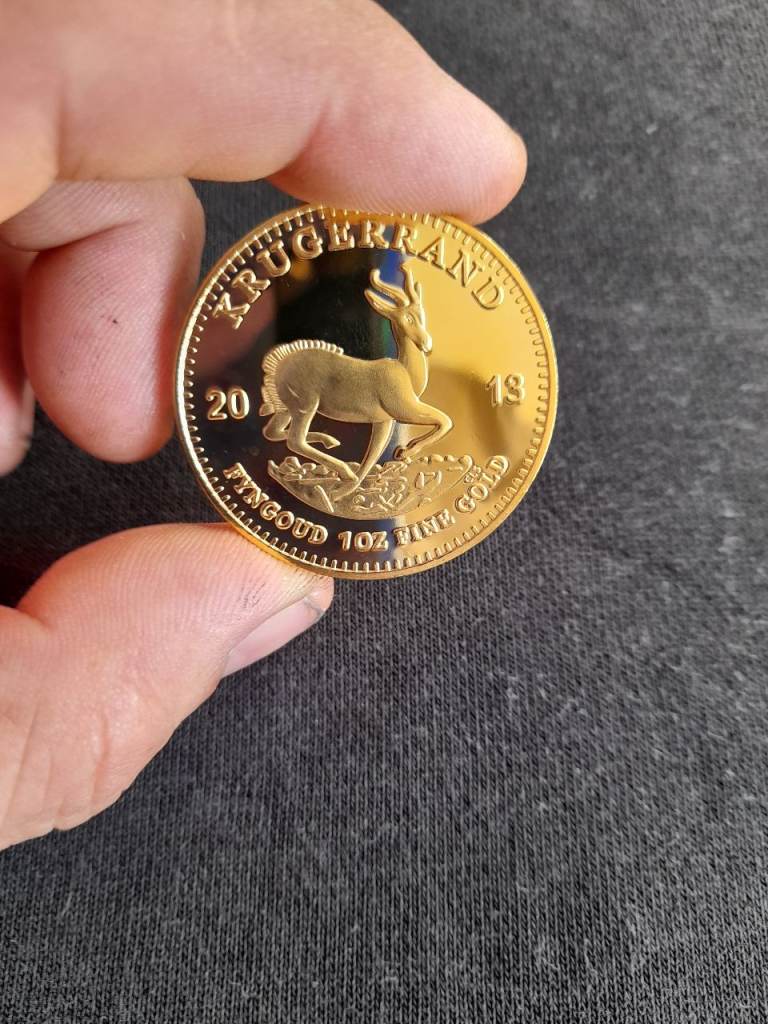 KRUGERRAND
20 13
FYNGOUD 1OZ FINE GOLD